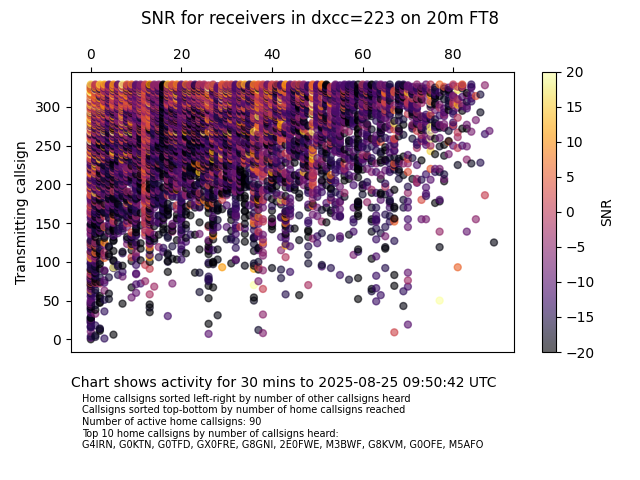 SNR for receivers in dxcc=223 on 20m FT8
0 20 40 60 80
300
250
200
150
100
50
0
Transmitting callsign
20
15
10
5
0
−5
−10
−15
−20
SNR
Chart shows activity for 30 mins to 2025-08-25 09:50:42 UTC
Home callsigns sorted left-right by number of other callsigns heard
Callsigns sorted top-bottom by number of home callsigns reached
Number of active home callsigns: 90
Top 10 home callsigns by number of callsigns heard:
G4IRN, G0KTN, G0TFD, GX0FRE, G8GNI, 2E0FWE, M3BWF, G8KVM, G0OFE, M5AFO